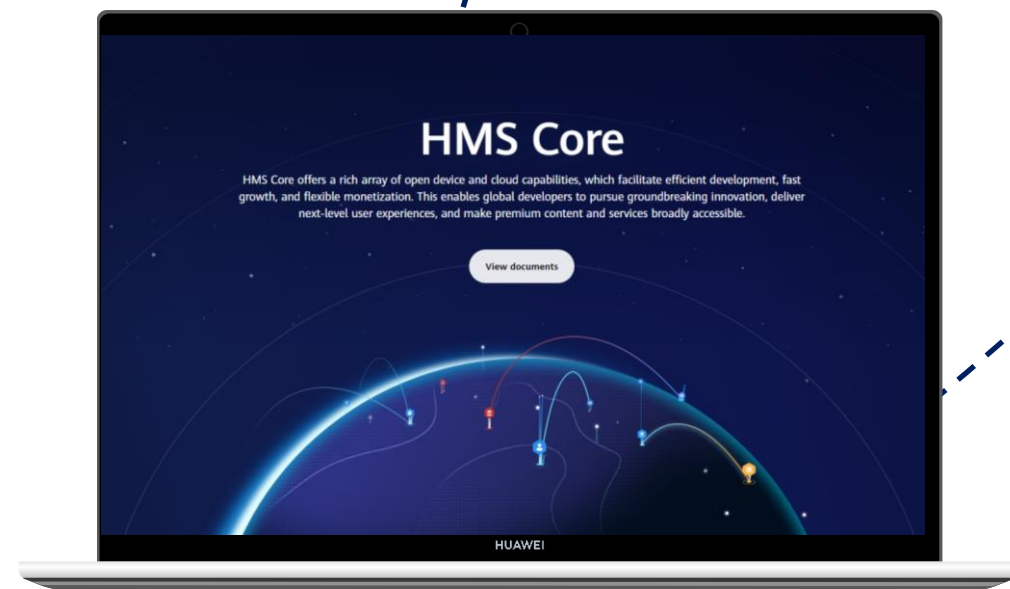 HMS Core
HMS Core offers a rich array of open device and cloud capabilities, which facilitate efficient development, fast
growth, and flexible monetization. This enables global developers to pursue groundbreaking innovation, deliver
next-level user experiences, and make premium content and services broadly accessible.
View documents
HUAWEI